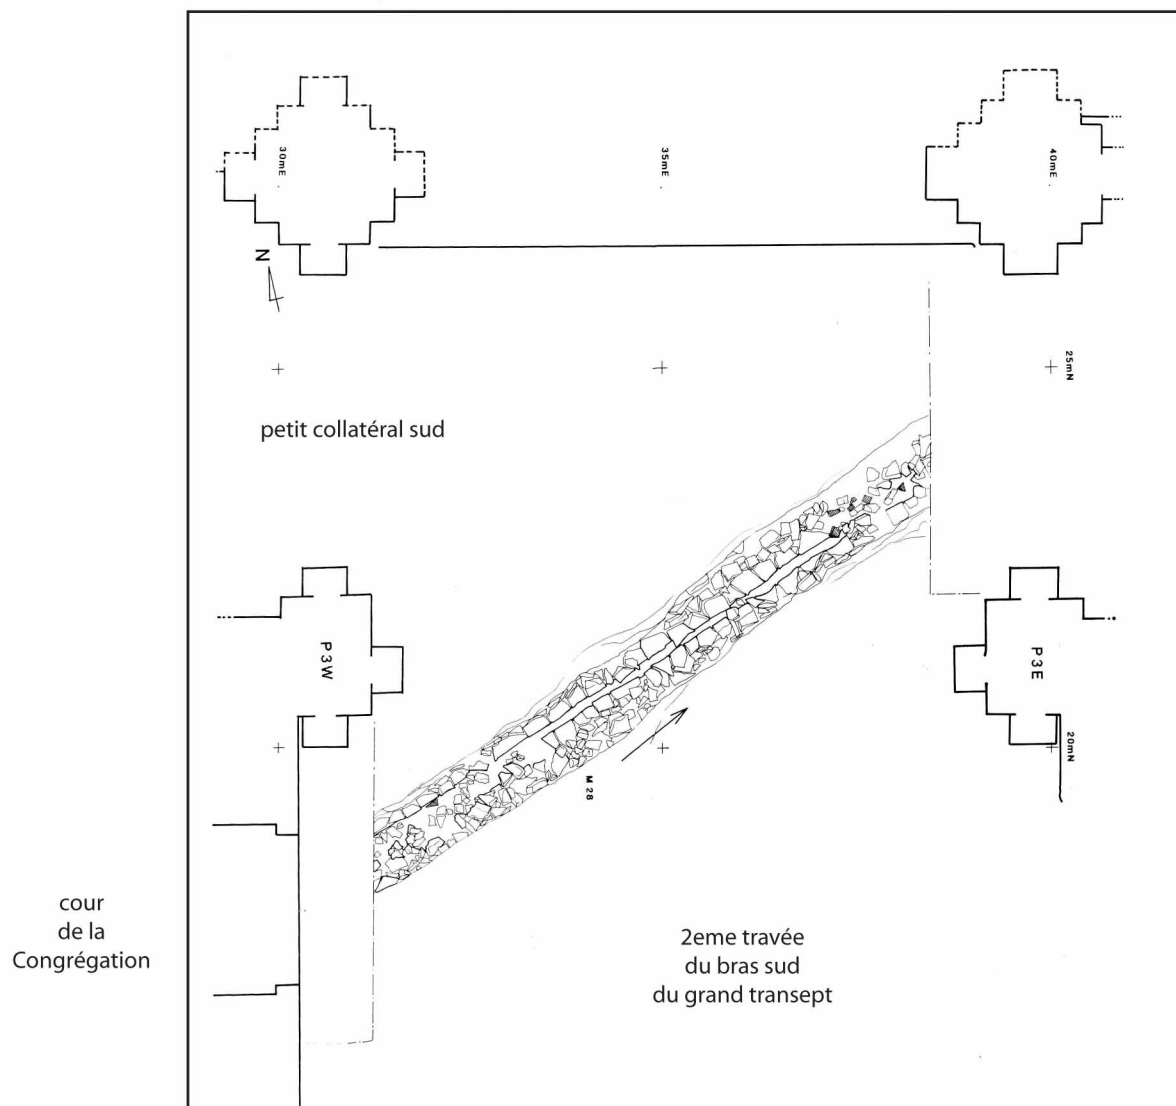 30mE
35mE
40mE
N
25mN
petit collatéral sud
P3W
P3E
20mN
M 28
cour
de la
Congrégation
2eme travée
du bras sud
du grand transept